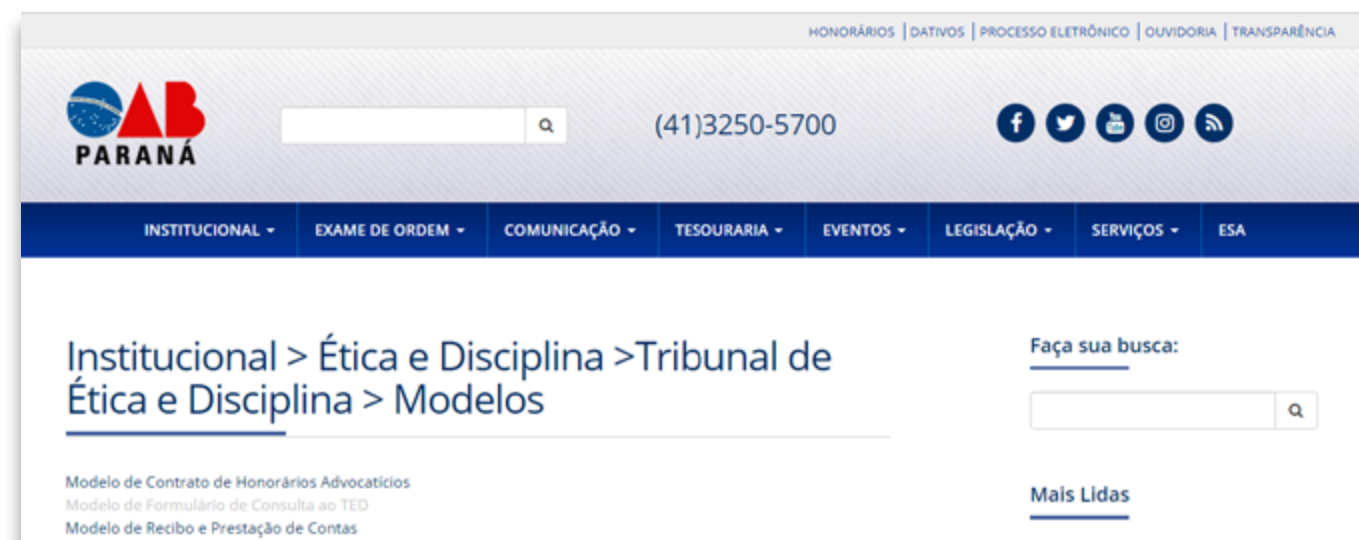 HONORÁRIOS | DATIVOS | PROCESSO ELETRÔNICO | OUVIDORIA | TRANSPARÊNCIA
OAB
PARANÁ
(41)3250-5700
INSTITUCIONAL EXAME DE ORDEM COMUNICAÇÃO TESOURARIA EVENTOS LEGISLAÇÃO SERVIÇOS ESA
Institucional > Ética e Disciplina >Tribunal de
Ética e Disciplina > Modelos
Faça sua busca:
Modelo de Contrato de Honorários Advocatícios
Modelo de Formulário de Consulta ao TED
Modelo de Recibo e Prestação de Contas
Mais Lidas